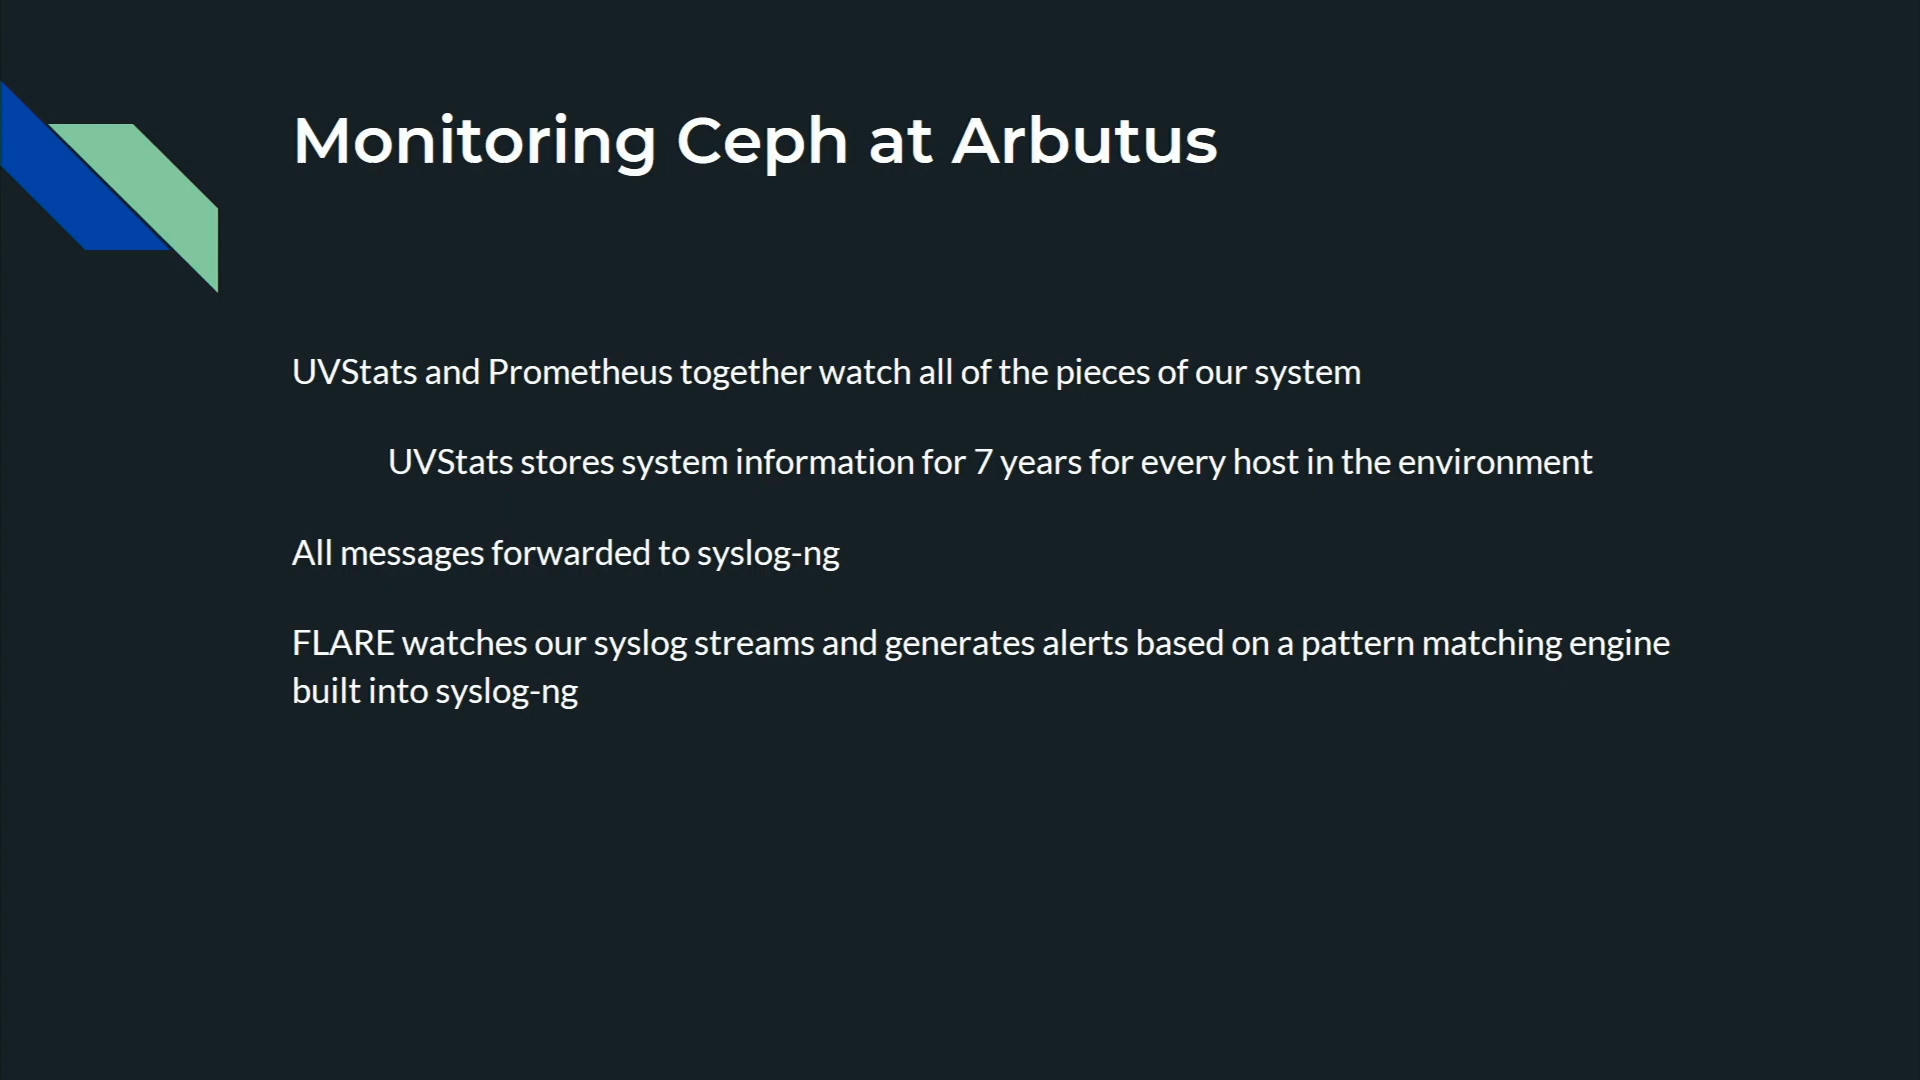 Monitoring Ceph at Arbutus
UVStats and Prometheus together watch all of the pieces of our system
UVStats stores system information for 7 years for every host in the environment
All messages forwarded to syslog-ng
FLARE watches our syslog streams and generates alerts based on a pattern matching engine
built into syslog-ng